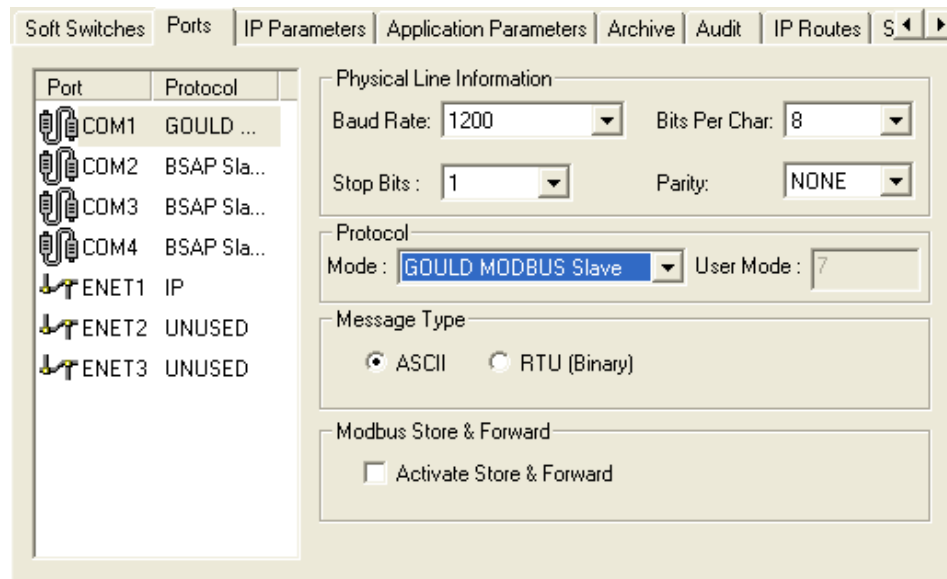 Soft Switches Ports IP Parameters Application Parameters Archive Audit IP Routes S
Port Protocol
COM1 GOULD ...
COM2 BSAP Sla...
COM3 BSAP Sla...
COM4 BSAP Sla...
ENET1 IP
ENET2 UNUSED
ENET3 UNUSED
Physical Line Information
Baud Rate: 1200 Bits Per Char: 8
Stop Bits : 1 Parity: NONE
Protocol
Mode : GOULD MODBUS Slave User Mode : 7
Message Type
ASCII RTU (Binary)
Modbus Store & Forward
Activate Store & Forward